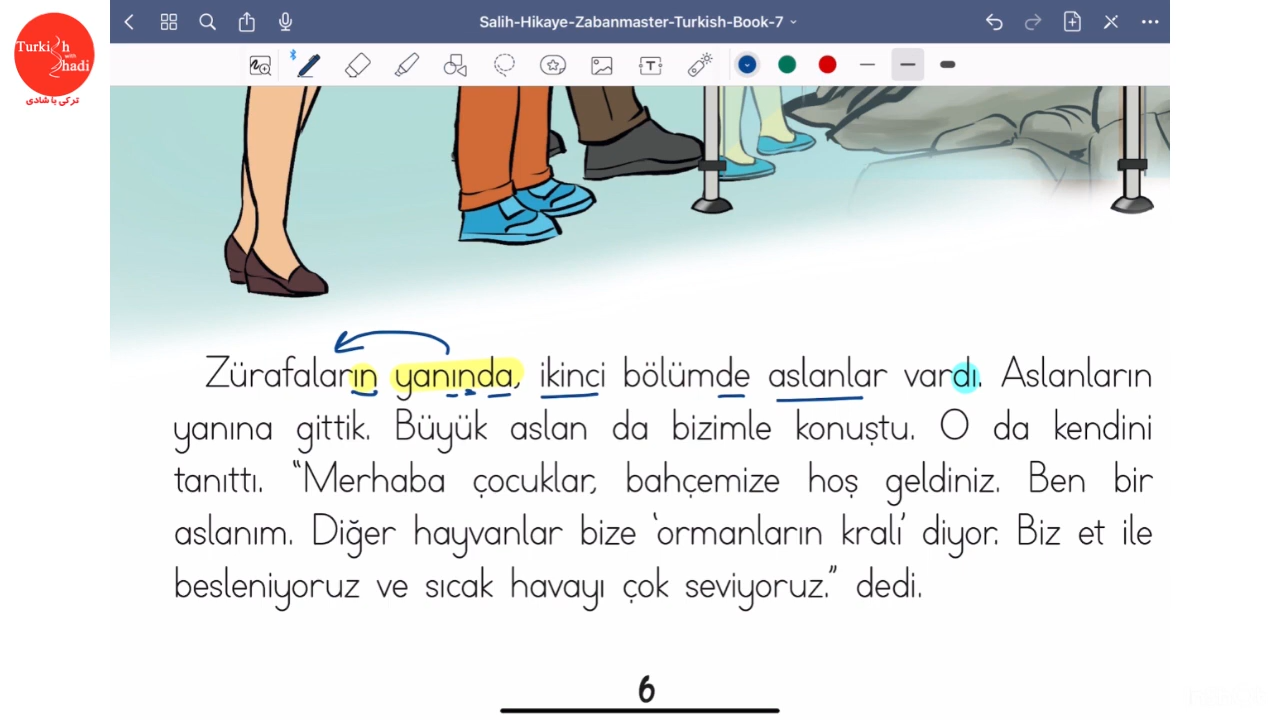 Turkish
with
Shadi
ترکی با شادی
Salih-Hikaye-Zabanmaster-Turkish-Book-7
T
Zürafaların yanında, ikinci bölümde aslanlar vardı. Aslanların
yanına gittik. Büyük aslan da bizimle konuştu. O da kendini
tanıttı. “Merhaba çocuklar, bahçemize hoş geldiniz. Ben bir
aslanım. Diğer hayvanlar bize ‘ormanların kralı’ diyor. Biz et ile
besleniyoruz ve sıcak havayı çok seviyoruz.” dedi.
6